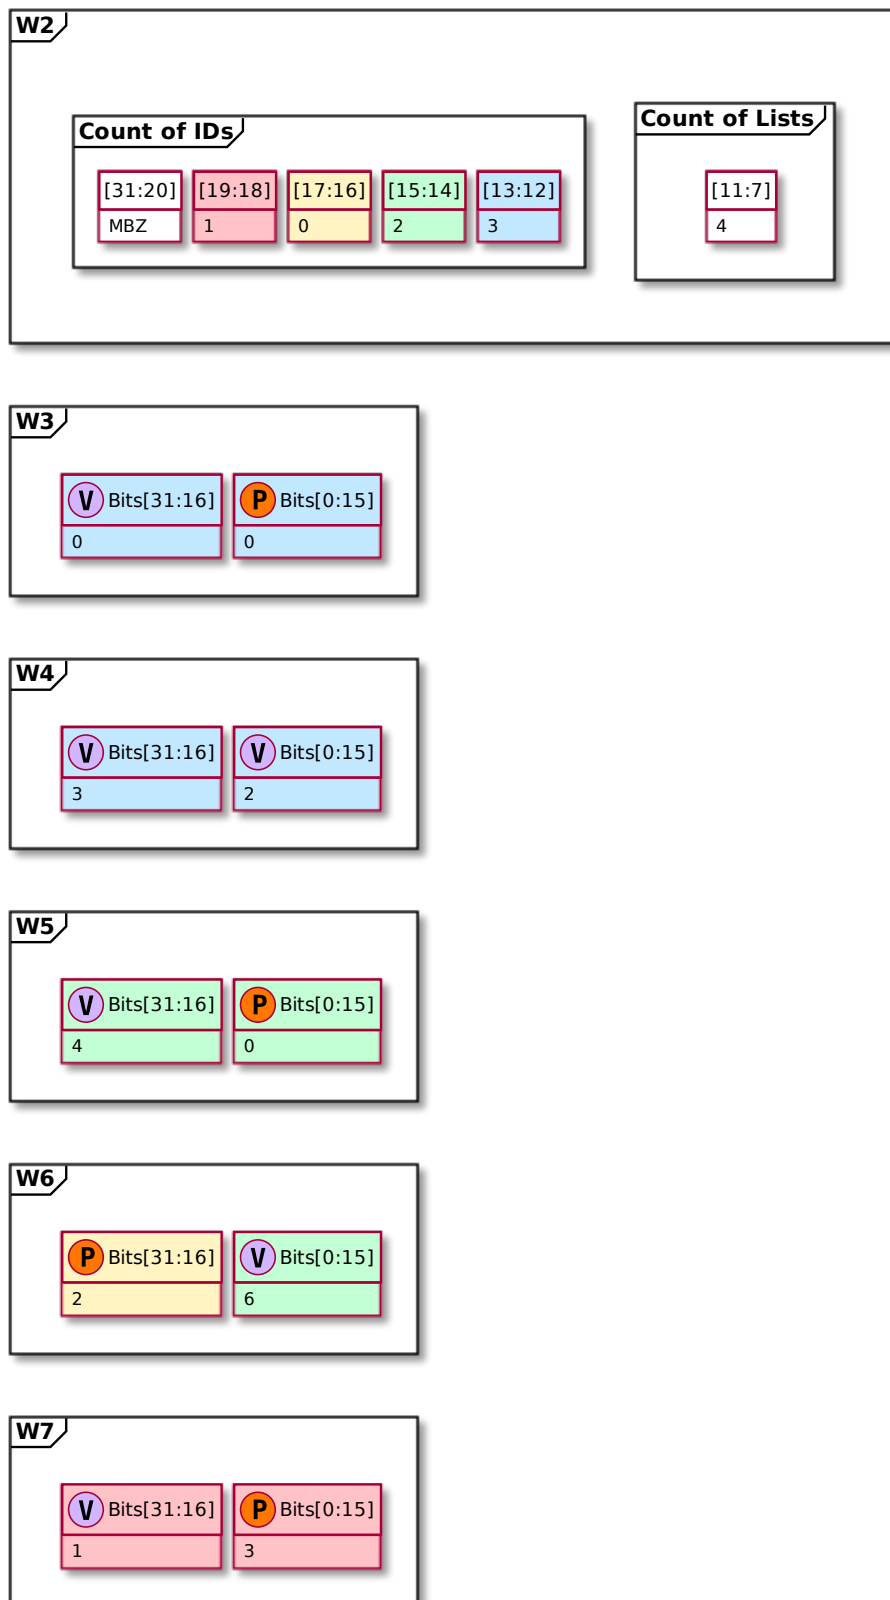 W2
Count of IDs
Count of Lists
[31:20] [19:18] [17:16] [15:14] [13:12] [11:7]
MBZ 1 0 2 3 4
W3
V Bits[31:16] P Bits[0:15]
0 0
W4
V Bits[31:16] V Bits[0:15]
3 2
W5
V Bits[31:16] P Bits[0:15]
4 0
W6
P Bits[31:16] V Bits[0:15]
2 6
W7
V Bits[31:16] P Bits[0:15]
1 3